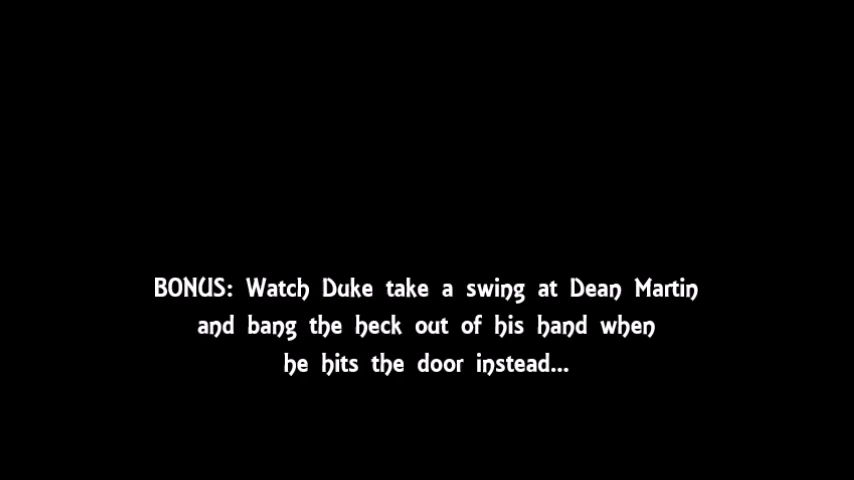 BONUS: Watch Duke take a swing at Dean Martin
and bang the heck out of his hand when
he hits the door instead...